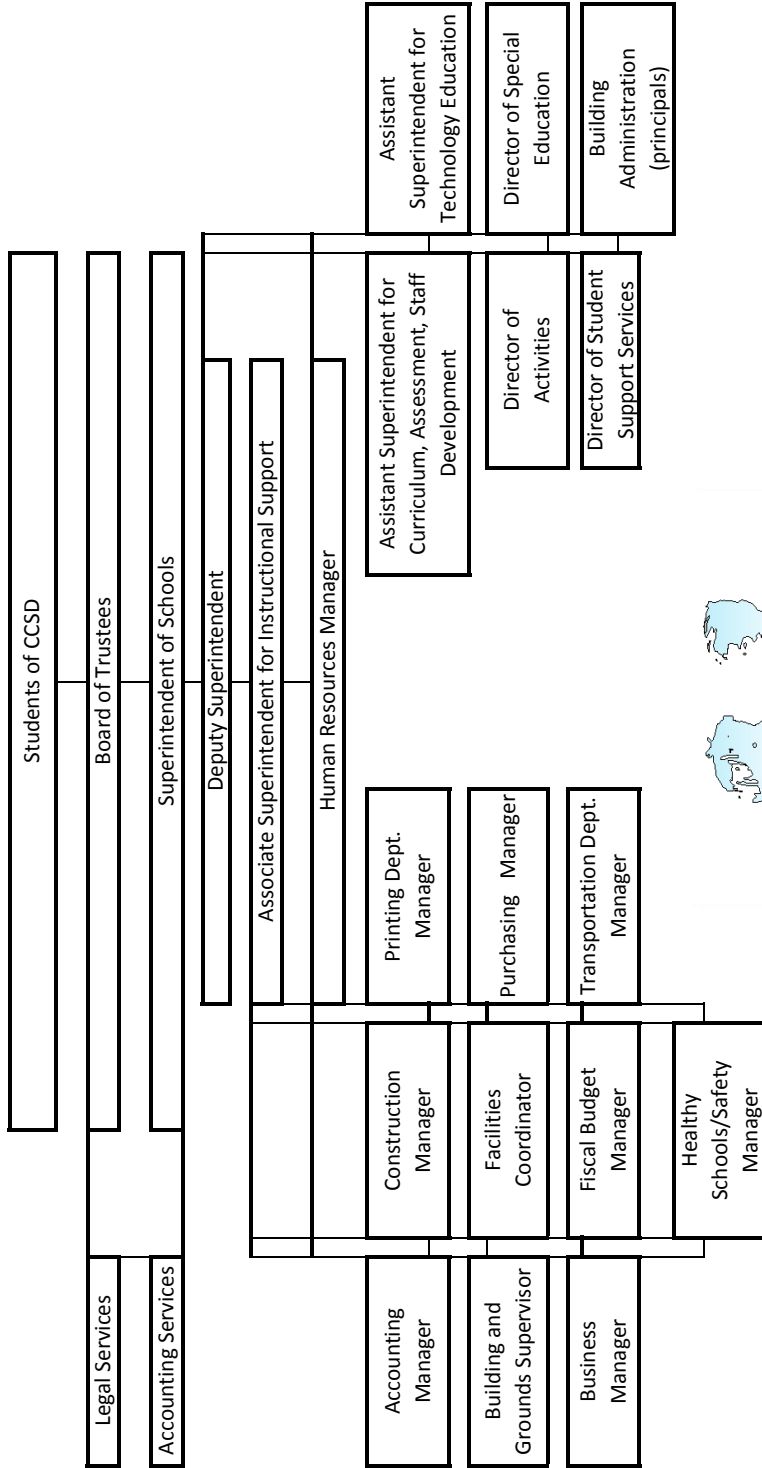 Students of CCSD
Legal Services
Board of Trustees
Accounting Services
Superintendent of Schools
Deputy Superintendent
Associate Superintendent for Instructional Support
Human Resources Manager
Accounting
Manager
Construction
Manager
Printing Dept.
Manager
Assistant Superintendent for
Curriculum, Assessment, Staff
Development
Assistant
Superintendent for
Technology Education
Building and
Grounds Supervisor
Facilities
Coordinator
Purchasing Manager
Director of
Activities
Director of Special
Education
Business
Manager
Fiscal Budget
Manager
Transportation Dept.
Manager
Director of Student
Support Services
Building
Administration
(principals)
Healthy
Schools/Safety
Manager